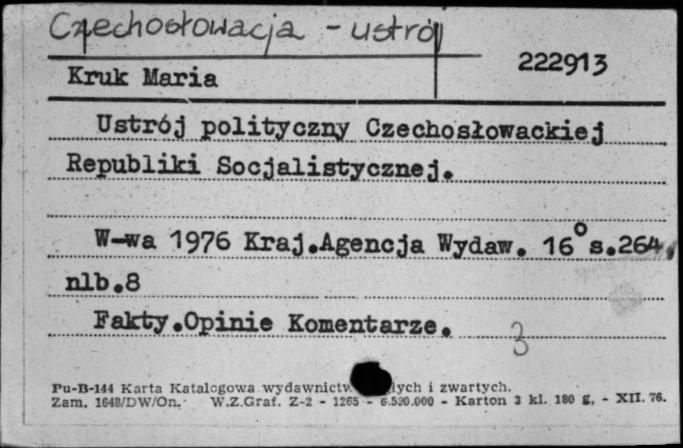 Czechosłowacja - ustrój
222913
Kruk Maria
Ustrój polityczny Czechosłowackiej
Republiki Socjalistycznej.
W-wa 1976 Kraj.Agencja Wydaw. 16° s.264,
nlb.8
Fakty.Opinie Komentarze.
3
Pu-B-144 Karta Katalogowa wydawnictw łych i zwartych.
Zam. 1648/DW/On. W.Z.Graf. Z-2 - 1265 - 6.520.000 - Karton 3 kl. 180 g. - XII. 76.